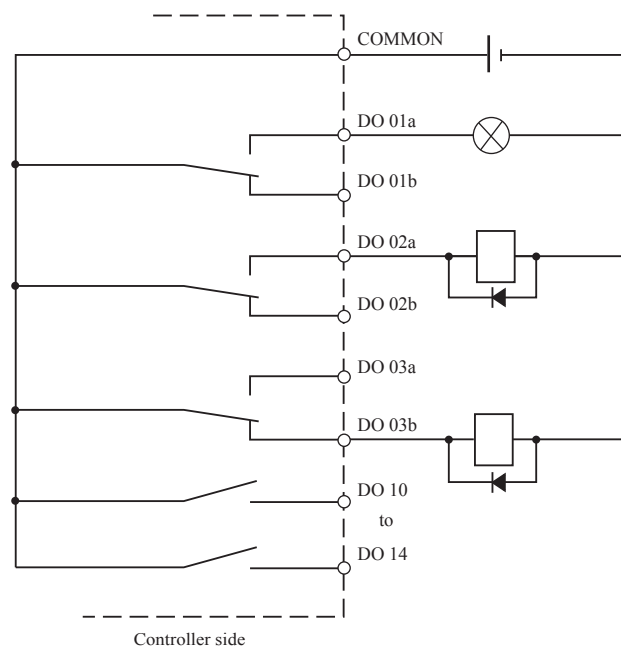 COMMON
DO 01a
DO 01b
DO 02a
DO 02b
DO 03a
DO 03b
DO 10
to
DO 14
Controller side